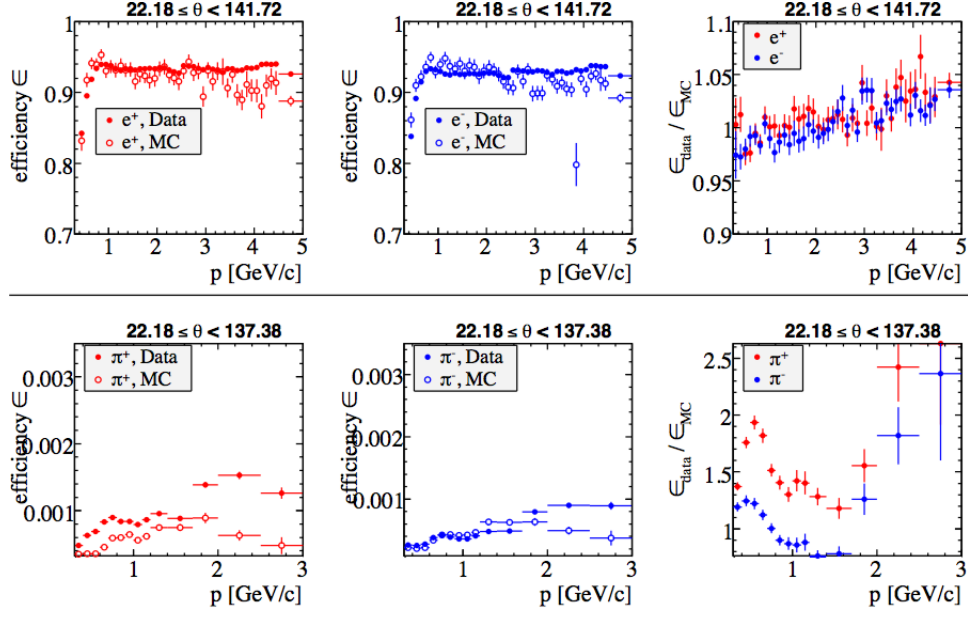 22.18 ≤ θ < 141.72
efficiency ∈
1
0.9
0.8
0.7
e⁺, Data
e⁺, MC
1 2 3 4 5
p [GeV/c]
22.18 ≤ θ < 141.72
efficiency ∈
1
0.9
0.8
0.7
e⁻, Data
e⁻, MC
1 2 3 4 5
p [GeV/c]
22.18 ≤ θ < 141.72
∈data / ∈MC
e⁺
e⁻
1.1
1.05
1
0.95
0.9
1 2 3 4 5
p [GeV/c]
22.18 ≤ θ < 137.38
efficiency ∈
0.003
0.002
0.001
π⁺, Data
π⁺, MC
1 2 3
p [GeV/c]
22.18 ≤ θ < 137.38
efficiency ∈
0.003
0.002
0.001
π⁻, Data
π⁻, MC
1 2 3
p [GeV/c]
22.18 ≤ θ < 137.38
∈data / ∈MC
2.5
2
1.5
1
π⁺
π⁻
1 2 3
p [GeV/c]